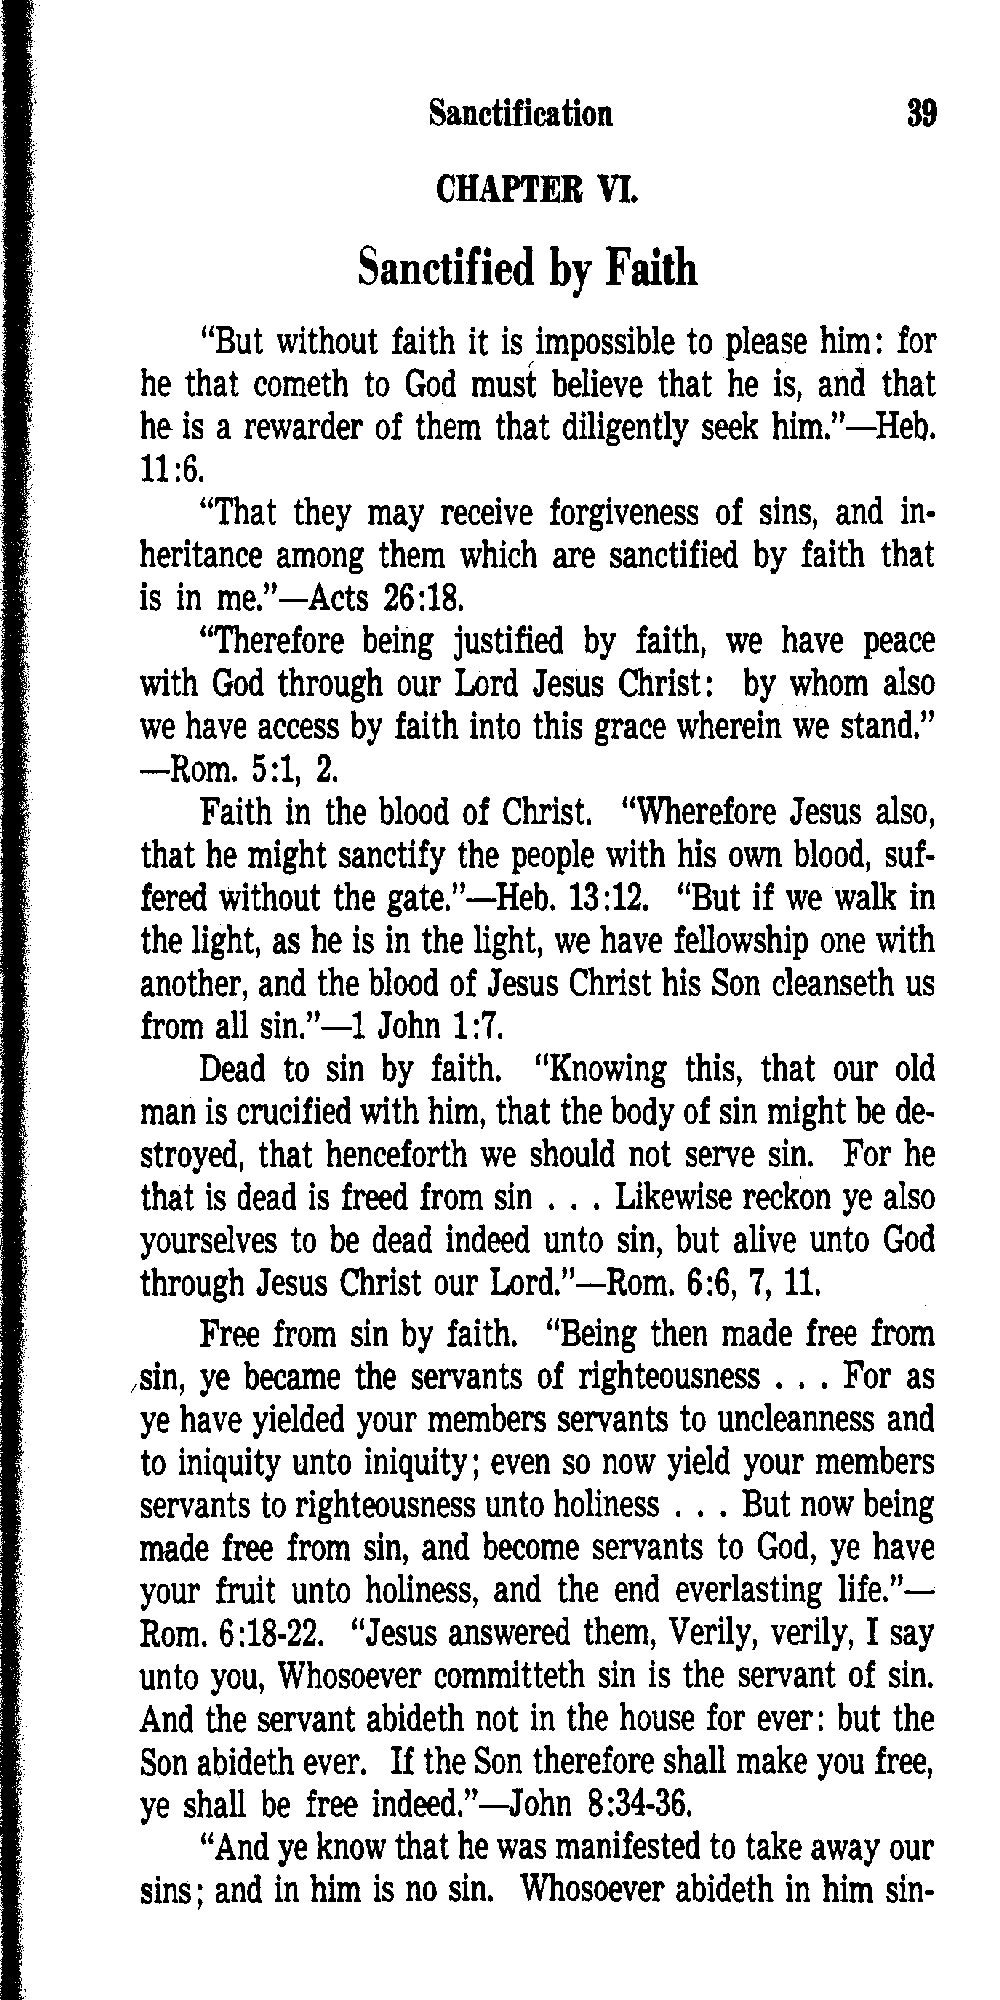 Sanctification 39
CHAPTER VI.
Sanctified by Faith
“But without faith it is impossible to please him: for
he that cometh to God must believe that he is, and that
he is a rewarder of them that diligently seek him.”—Heb.
11:6.
“That they may receive forgiveness of sins, and in-
heritance among them which are sanctified by faith that
is in me.”—Acts 26:18.
“Therefore being justified by faith, we have peace
with God through our Lord Jesus Christ: by whom also
we have access by faith into this grace wherein we stand.”
—Rom. 5:1, 2.
Faith in the blood of Christ. “Wherefore Jesus also,
that he might sanctify the people with his own blood, suf-
fered without the gate.”—Heb. 13:12. “But if we walk in
the light, as he is in the light, we have fellowship one with
another, and the blood of Jesus Christ his Son cleanseth us
from all sin.”—1 John 1:7.
Dead to sin by faith. “Knowing this, that our old
man is crucified with him, that the body of sin might be de-
stroyed, that henceforth we should not serve sin. For he
that is dead is freed from sin . . . Likewise reckon ye also
yourselves to be dead indeed unto sin, but alive unto God
through Jesus Christ our Lord.”—Rom. 6:6, 7, 11.
Free from sin by faith. “Being then made free from
sin, ye became the servants of righteousness . . . For as
ye have yielded your members servants to uncleanness and
to iniquity unto iniquity; even so now yield your members
servants to righteousness unto holiness . . . But now being
made free from sin, and become servants to God, ye have
your fruit unto holiness, and the end everlasting life.”—
Rom. 6:18-22. “Jesus answered them, Verily, verily, I say
unto you, Whosoever committeth sin is the servant of sin.
And the servant abideth not in the house for ever: but the
Son abideth ever. If the Son therefore shall make you free,
ye shall be free indeed.”—John 8:34-36.
“And ye know that he was manifested to take away our
sins; and in him is no sin. Whosoever abideth in him sin-